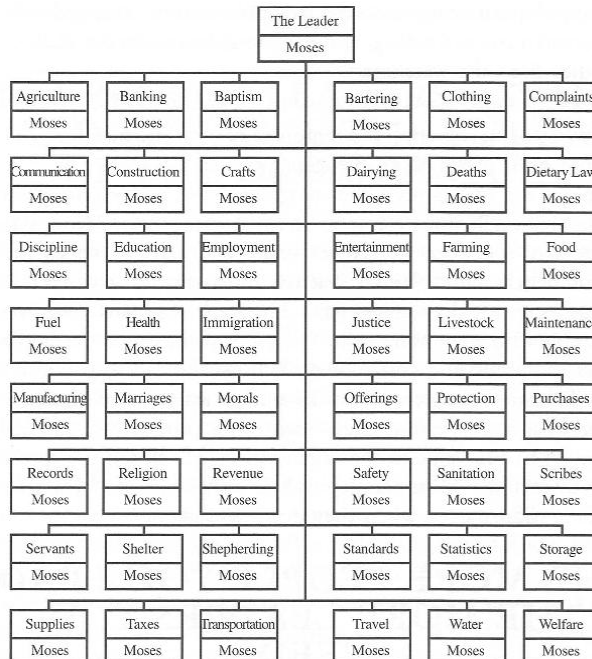 The Leader
Moses
Agriculture Banking Baptism Bartering Clothing Complaints
Moses Moses Moses Moses Moses Moses
Communication Construction Crafts Dairying Deaths Dietary Law
Moses Moses Moses Moses Moses Moses
Discipline Education Employment Entertainment Farming Food
Moses Moses Moses Moses Moses Moses
Fuel Health Immigration Justice Livestock Maintenance
Moses Moses Moses Moses Moses Moses
Manufacturing Marriages Morals Offerings Protection Purchases
Moses Moses Moses Moses Moses Moses
Records Religion Revenue Safety Sanitation Scribes
Moses Moses Moses Moses Moses Moses
Servants Shelter Shepherding Standards Statistics Storage
Moses Moses Moses Moses Moses Moses
Supplies Taxes Transportation Travel Water Welfare
Moses Moses Moses Moses Moses Moses